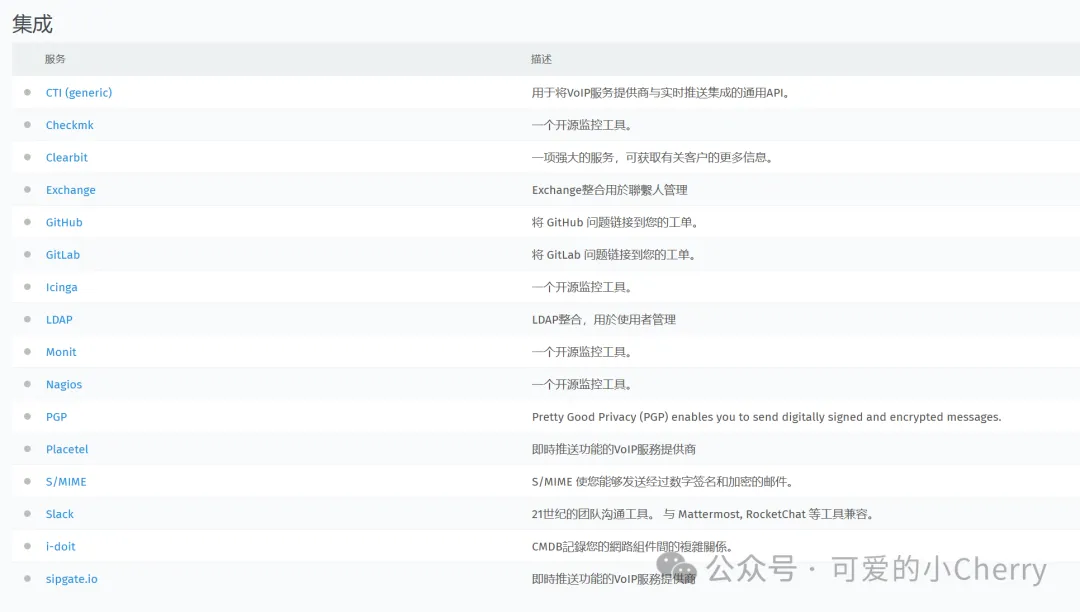 集成
服务 描述
CTI (generic) 用于将VoIP服务提供商与实时推送集成的通用API。
Checkmk 一个开源监控工具。
Clearbit 一项强大的服务，可获取有关客户的更多信息。
Exchange Exchange整合用於聯繫人管理
GitHub 将 GitHub 问题链接到您的工单。
GitLab 将 GitLab 问题链接到您的工单。
Icinga 一个开源监控工具。
LDAP LDAP整合，用於使用者管理
Monit 一个开源监控工具。
Nagios 一个开源监控工具。
PGP Pretty Good Privacy (PGP) enables you to send digitally signed and encrypted messages.
Placetel 即時推送功能的VoIP服務提供商
S/MIME S/MIME 使您能够发送经过数字签名和加密的邮件。
Slack 21世纪的团队沟通工具。 与 Mattermost, RocketChat 等工具兼容。
i-doit CMDB記錄您的網路組件間的複雜關係。
sipgate.io 即時推送功能的VoIP服務提供商
公众号 · 可爱的小Cherry